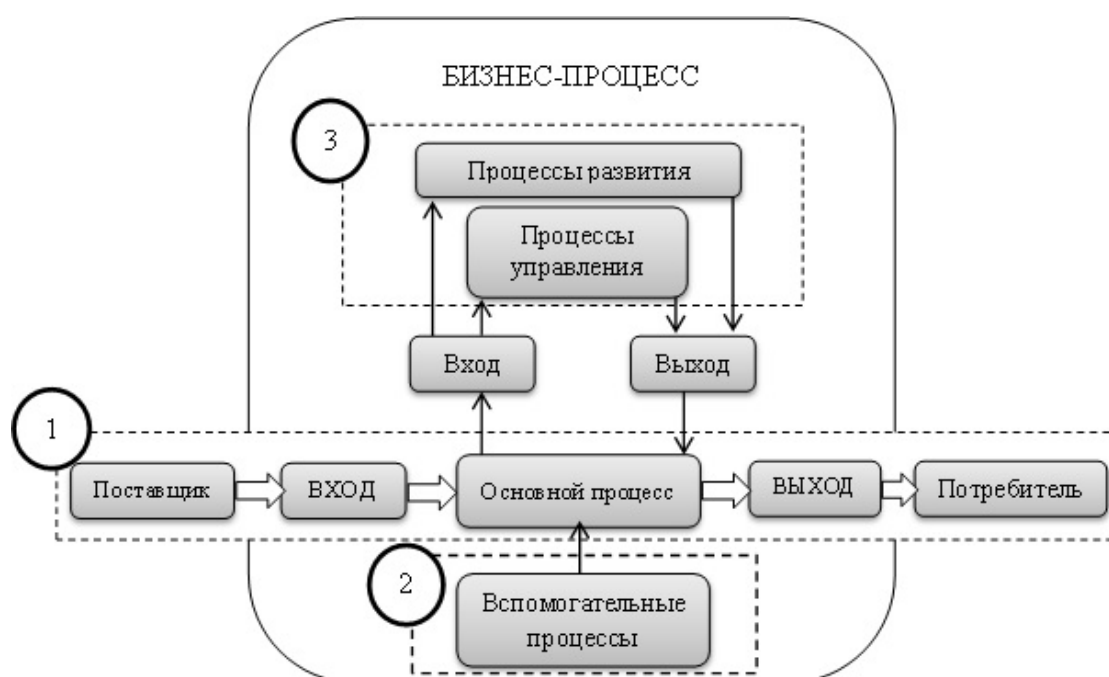 БИЗНЕС-ПРОЦЕСС
3
Процессы развития
Процессы
управления
Вход
Выход
1
Поставщик
ВХОД
Основной процесс
ВЫХОД
Потребитель
2
Вспомогательные
процессы